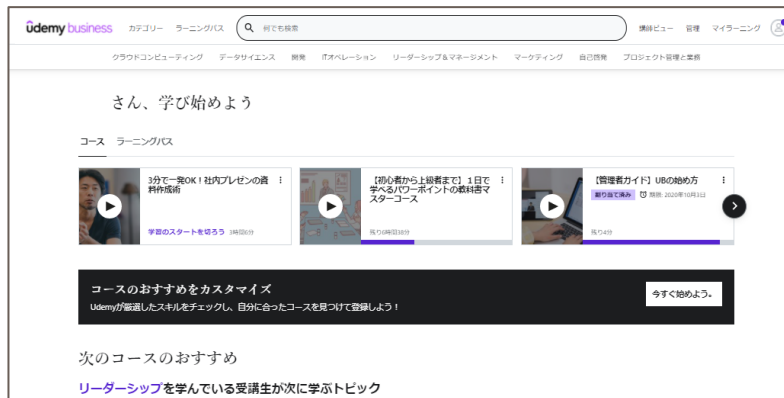 ûdemy business カテゴリー ラーニングパス 何でも検索 講師ビュー 管理 マイラーニング
クラウドコンピューティング データサイエンス 開発 ITオペレーション リーダーシップ&マネージメント マーケティング 自己啓発 プロジェクト管理と業務
さん、学び始めよう
コース ラーニングパス
3分で一発OK！社内プレゼンの資
料作成術
学習のスタートを切ろう 3時間6分
【初心者から上級者まで】１日で
学べるパワーポイントの教科書マ
スターコース
残り6時間38分
【管理者ガイド】UBの始め方
割り当て済み 期限: 2020年10月3日
残り4分
コースのおすすめをカスタマイズ
Udemyが厳選したスキルをチェックし、自分に合ったコースを見つけて登録しよう！
今すぐ始めよう。
次のコースのおすすめ
リーダーシップを学んでいる受講生が次に学ぶトピック